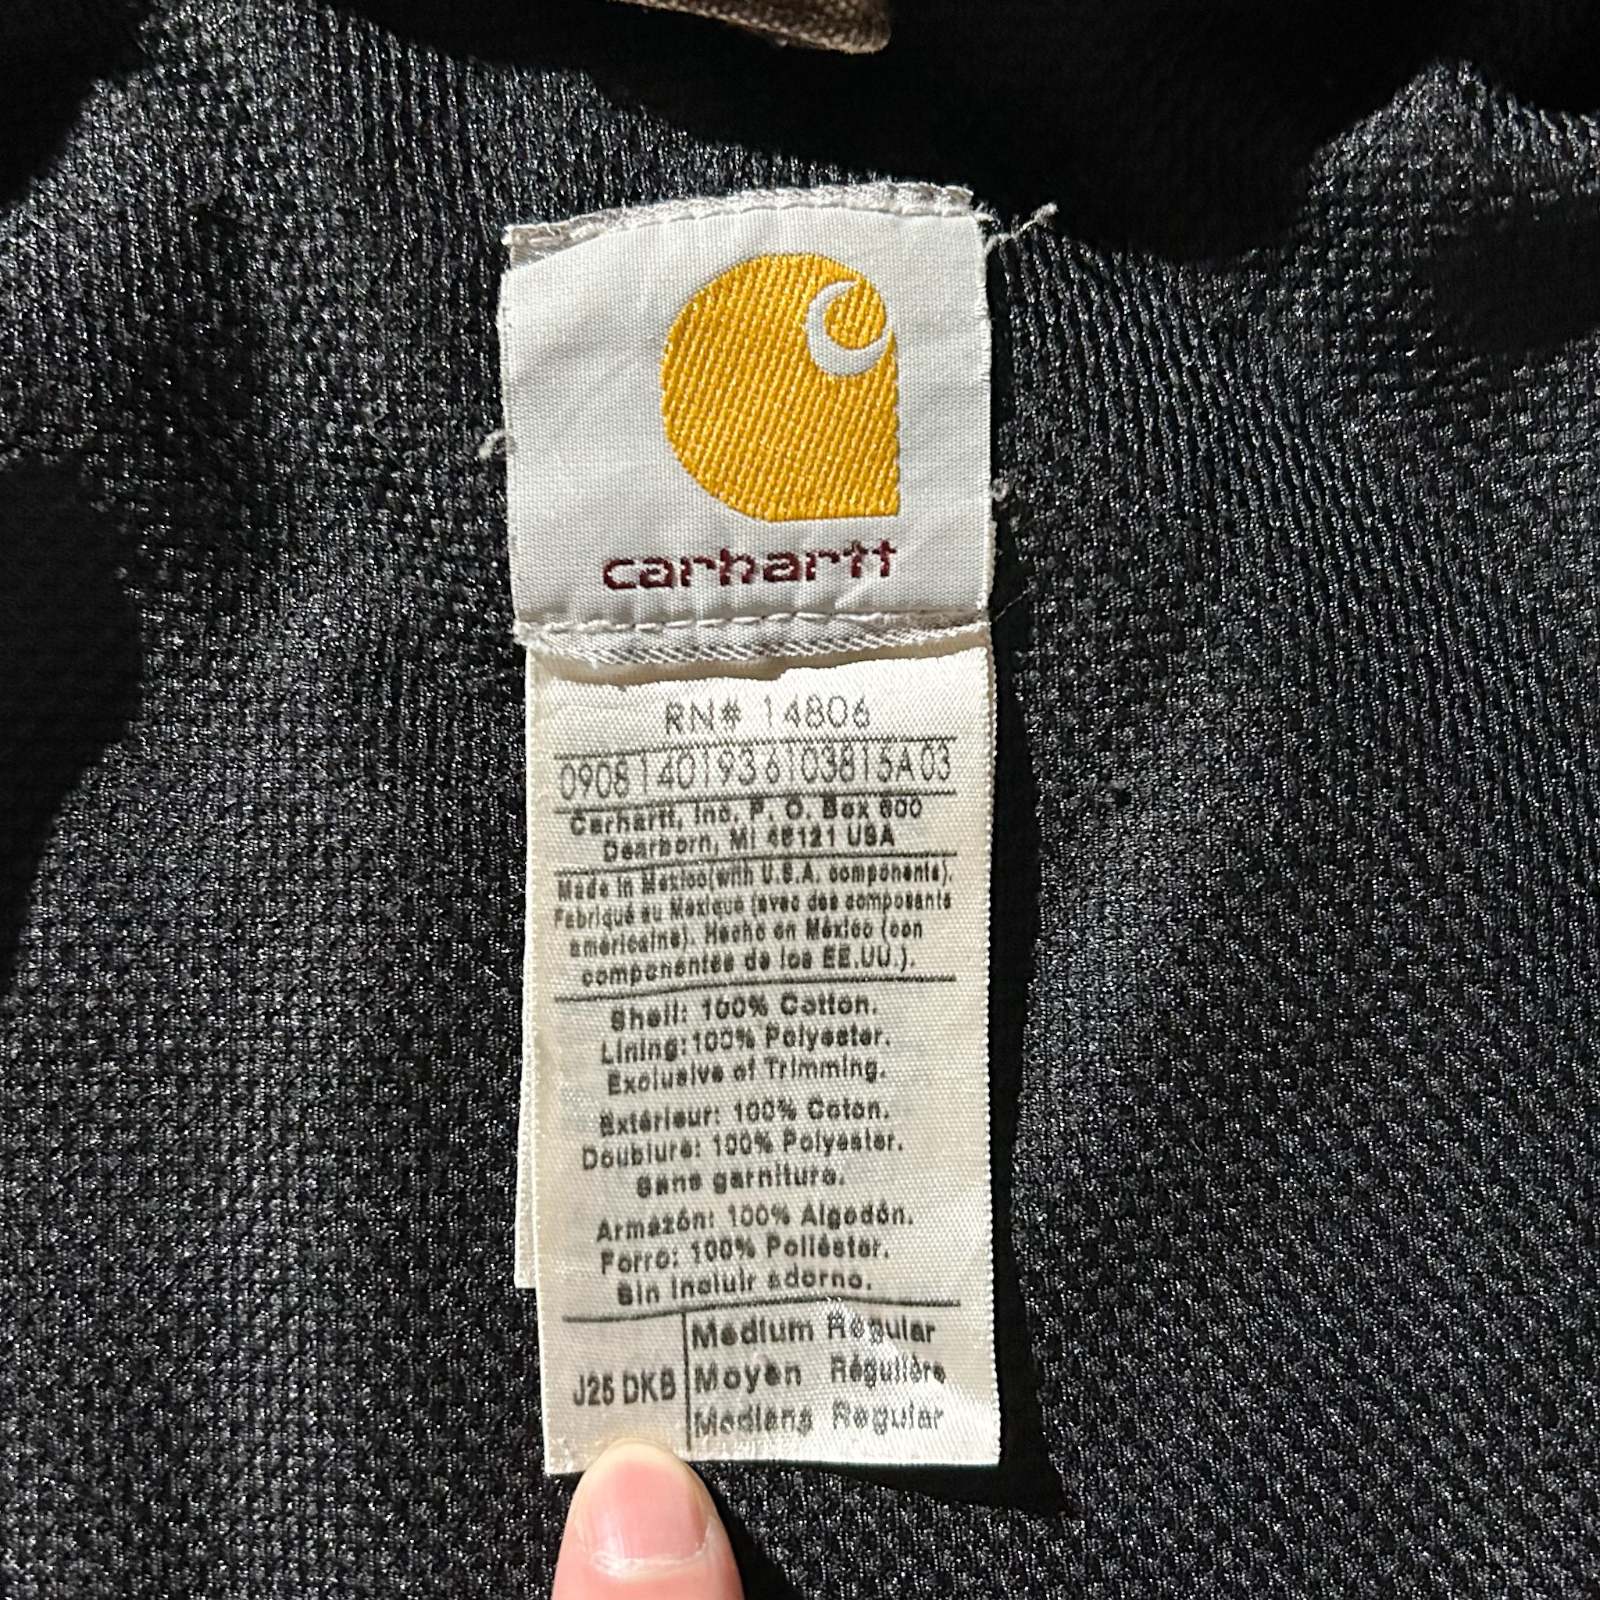 carhartt
RN# 14806
0908140193610381 5A03
Carhartt, Inc. P. O. Box 600
Dearborn, MI 48121 USA
Made in Mexico(with U.S.A. components).
Fabriqué au Mexique (avec des composants
américains). Hecho en México (con
componentes de los EE.UU.).
Shell: 100% Cotton.
Lining:100% Polyester.
Exclusive of Trimming.
Extérieur: 100% Coton.
Doublure: 100% Polyester.
Sans garniture.
Armazón: 100% Algodón.
Forro: 100% Poliéster.
Sin incluir adorno.
J25 DKB
Medium Regular
Moyen Régulière
Mediana Regular